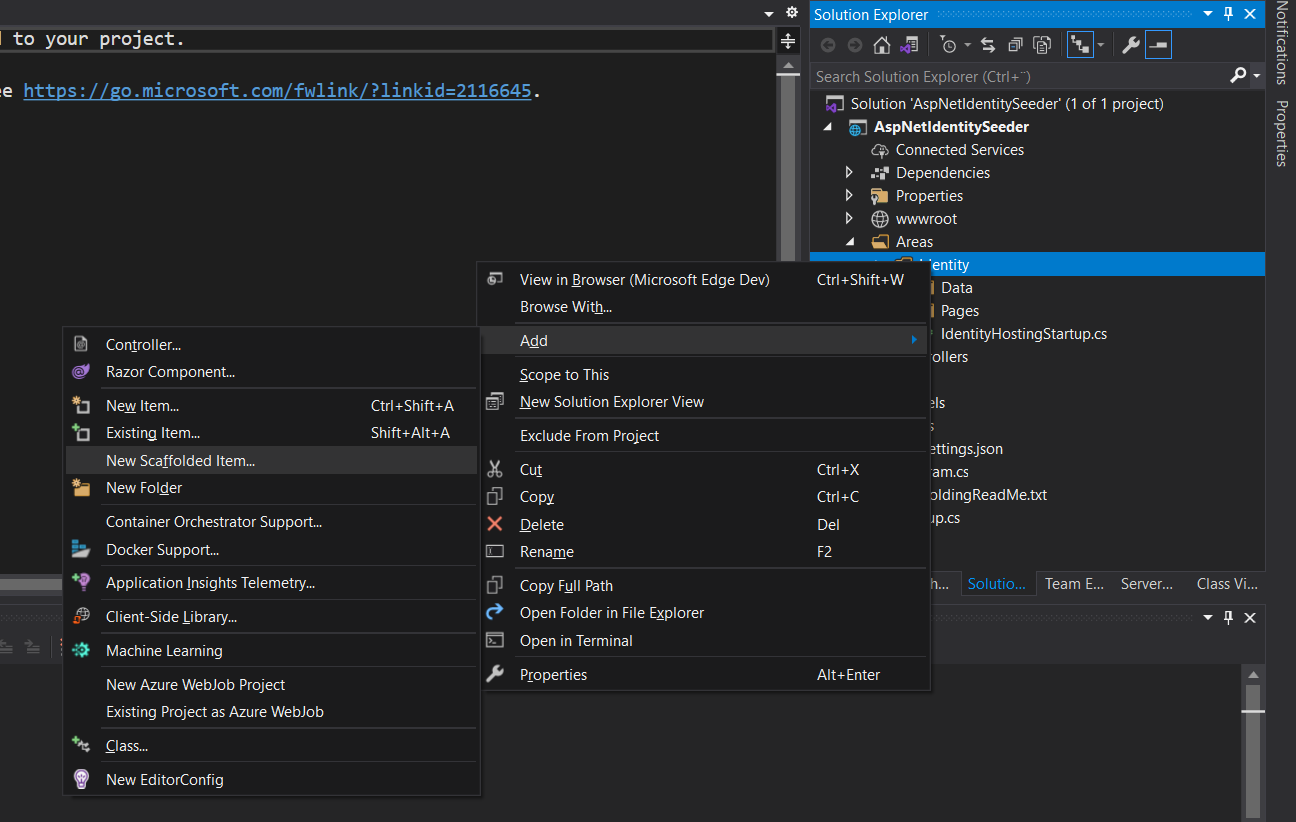 to your project.
https://go.microsoft.com/fwlink/?linkid=2116645.
Solution Explorer
Search Solution Explorer (Ctrl+¨)
Solution 'AspNetIdentitySeeder' (1 of 1 project)
AspNetIdentitySeeder
Connected Services
Dependencies
Properties
wwwroot
Areas
entity
Data
Pages
IdentityHostingStartup.cs
ollers
els
s
ettings.json
ram.cs
oldingReadMe.txt
up.cs
View in Browser (Microsoft Edge Dev) Ctrl+Shift+W
Browse With...
Add
Scope to This
New Solution Explorer View
Exclude From Project
Cut Ctrl+X
Copy Ctrl+C
Delete Del
Rename F2
Copy Full Path
Open Folder in File Explorer
Open in Terminal
Properties Alt+Enter
Controller...
Razor Component...
New Item... Ctrl+Shift+A
Existing Item... Shift+Alt+A
New Scaffolded Item...
New Folder
Container Orchestrator Support...
Docker Support...
Application Insights Telemetry...
Client-Side Library...
Machine Learning
New Azure WebJob Project
Existing Project as Azure WebJob
Class...
New EditorConfig
h... Solutio... Team E... Server... Class Vi...
Notifications
Properties